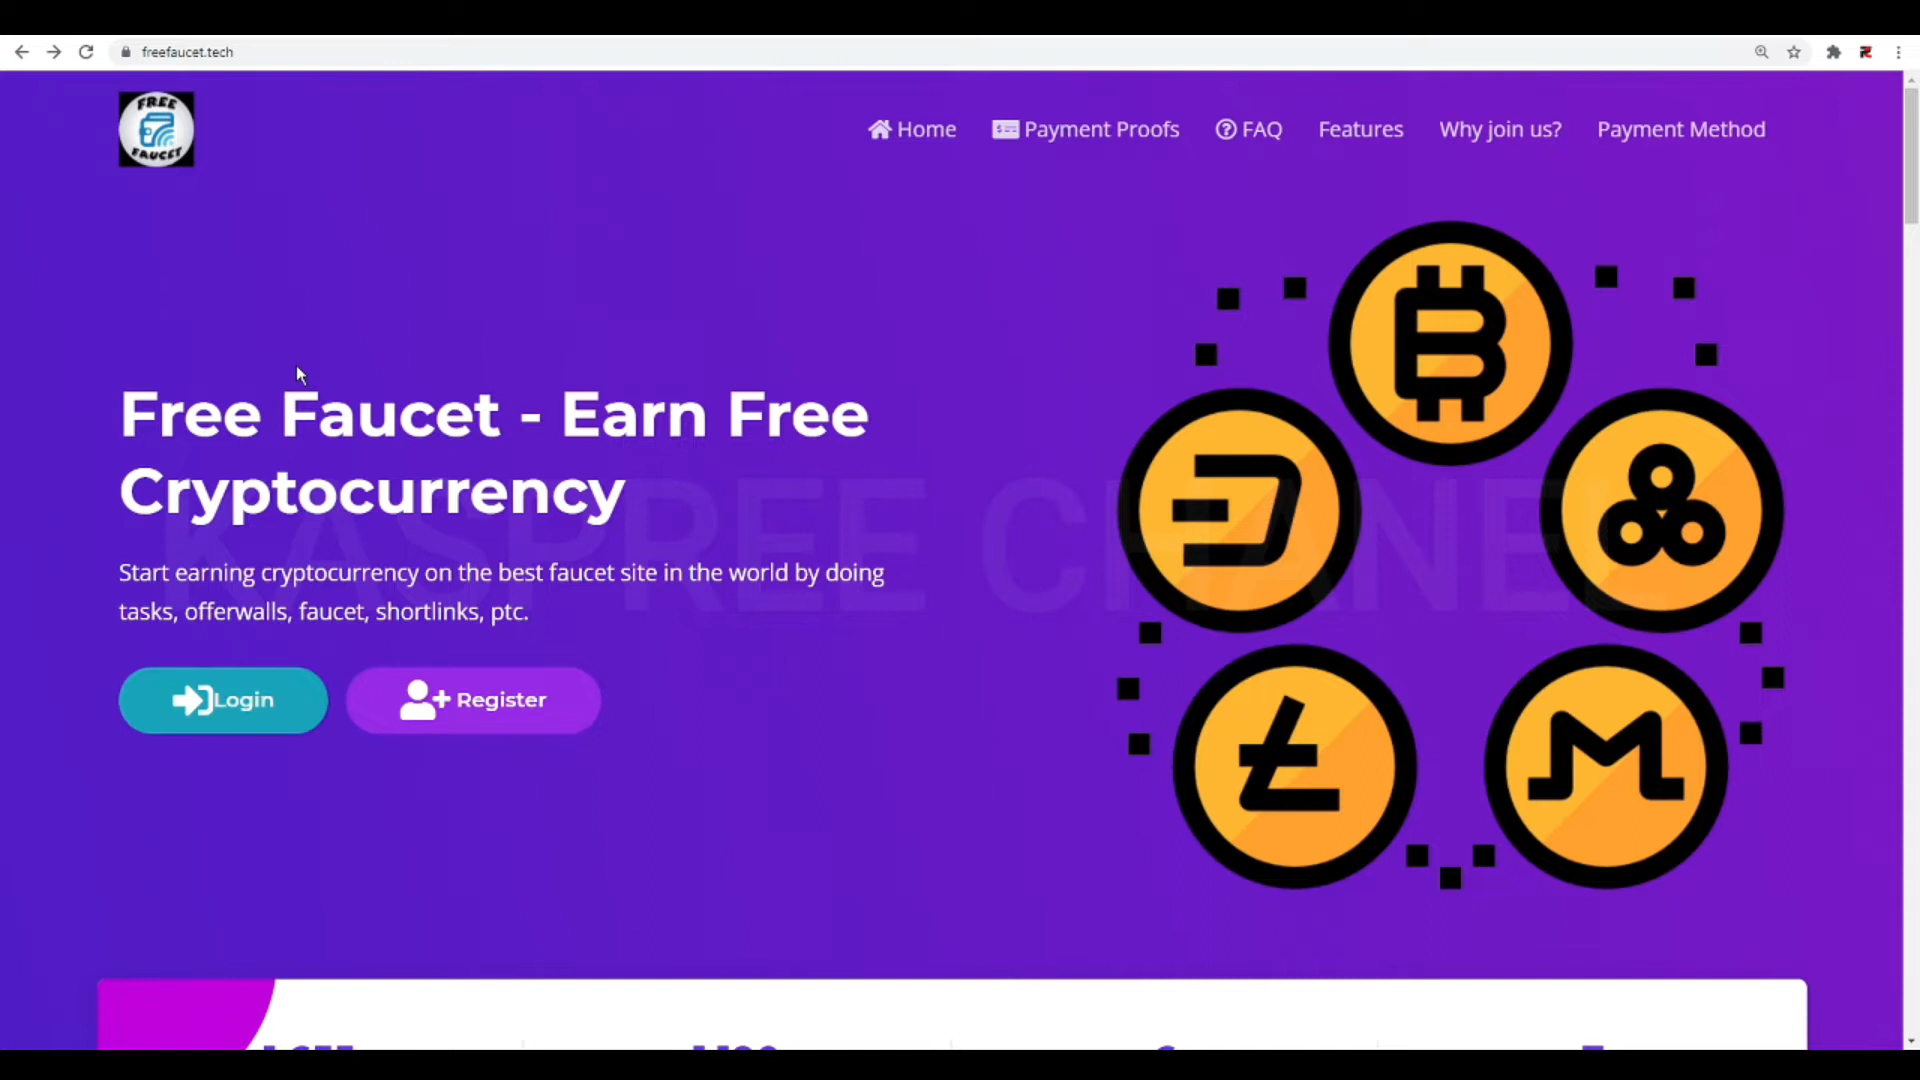 freefaucet.tech
FREE
FAUCET
Home
Payment Proofs
FAQ
Features
Why join us?
Payment Method
Free Faucet - Earn Free
Cryptocurrency
KASPREE CHANEL
Start earning cryptocurrency on the best faucet site in the world by doing
tasks, offerwalls, faucet, shortlinks, ptc.
Login
Register